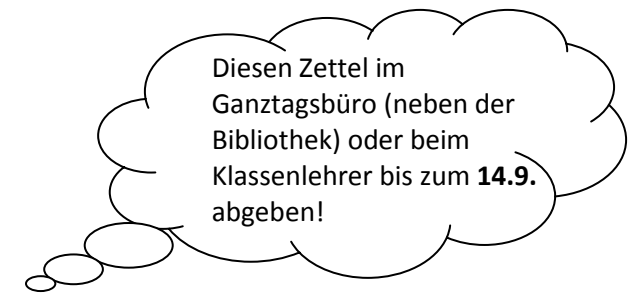 Diesen Zettel im
Ganztagsbüro (neben der
Bibliothek) oder beim
Klassenlehrer bis zum 14.9.
abgeben!